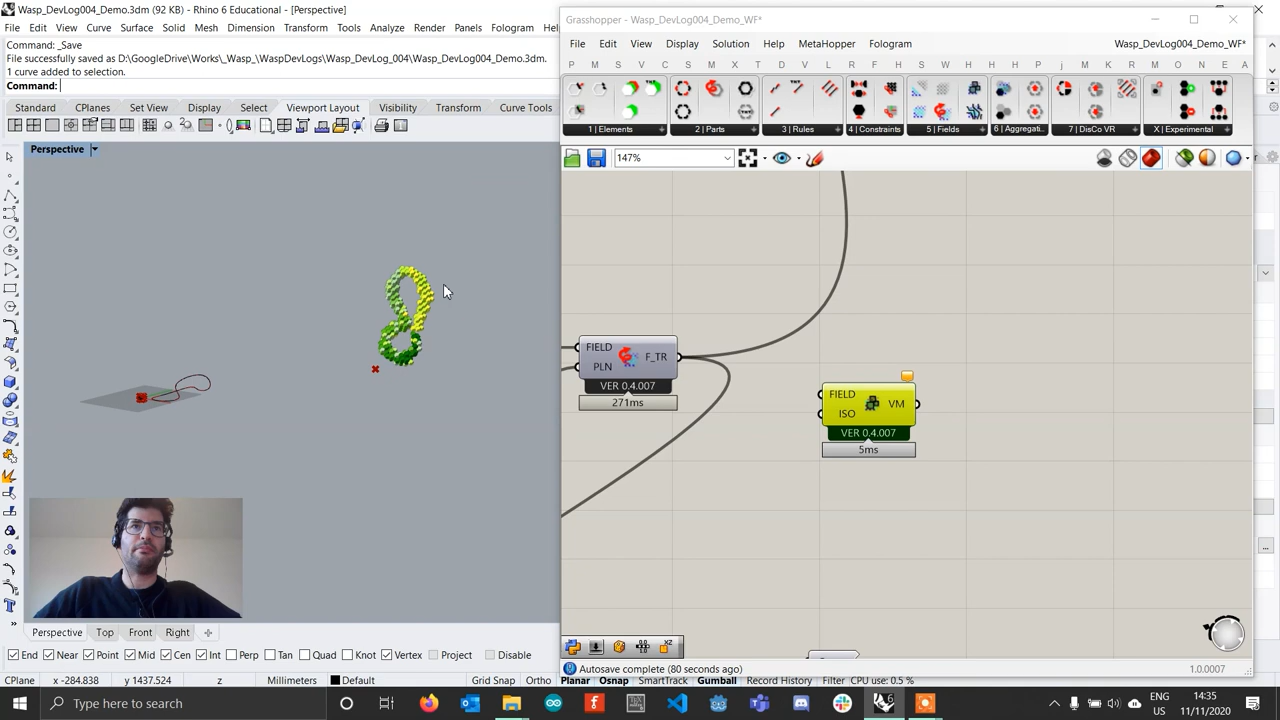 Wasp_DevLog004_Demo.3dm (92 KB) - Rhino 6 Educational - [Perspective]
File Edit View Curve Surface Solid Mesh Dimension Transform Tools Analyze Render Panels Fologram
Command: _Save
File successfully saved as D:\GoogleDrive\Works\_Wasp_\WaspDevLogs\Wasp_DevLog_004\Wasp_DevLog004_Demo.3dm.
1 curve added to selection.
Command:
Standard CPlanes Set View Display Select Viewport Layout Visibility Transform Curve Tools
Perspective
Grasshopper - Wasp_DevLog004_Demo_WF*
File Edit View Display Solution Help MetaHopper Fologram Wasp_DevLog004_Demo_WF*
P M S V M X T D V L R K N C M D j S W H R U L Y N E A
1 | Elements 2 | Parts 3 | Rules 4 | Constraints 5 | Fields 6 | Aggregati... 7 | DisCo VR X | Experimental
147%
FIELD
PLN
F_TR
VER 0.4.007
271ms
FIELD
ISO
VM
VER 0.4.007
5ms
Autosave complete (80 seconds ago) 1.0.0007
Perspective Top Front Right
End Near Point Mid Cen Int Perp Tan Quad Knot Vertex Project Disable
CPlane x -284.838 y 1437.524 z Millimeters Default Grid Snap Ortho Planar Osnap SmartTrack Gumball Record History Filter CPU use: 0.5 %
Type here to search
ENG
US
14:35
11/11/2020